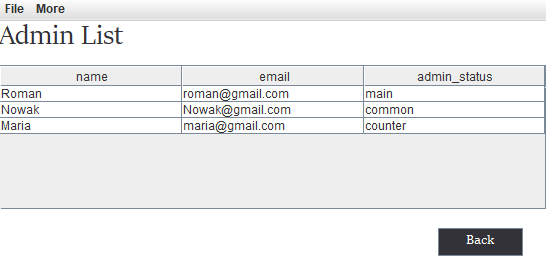 File More
Admin List
name email admin_status
Roman roman@gmail.com main
Nowak Nowak@gmail.com common
Maria maria@gmail.com counter
Back